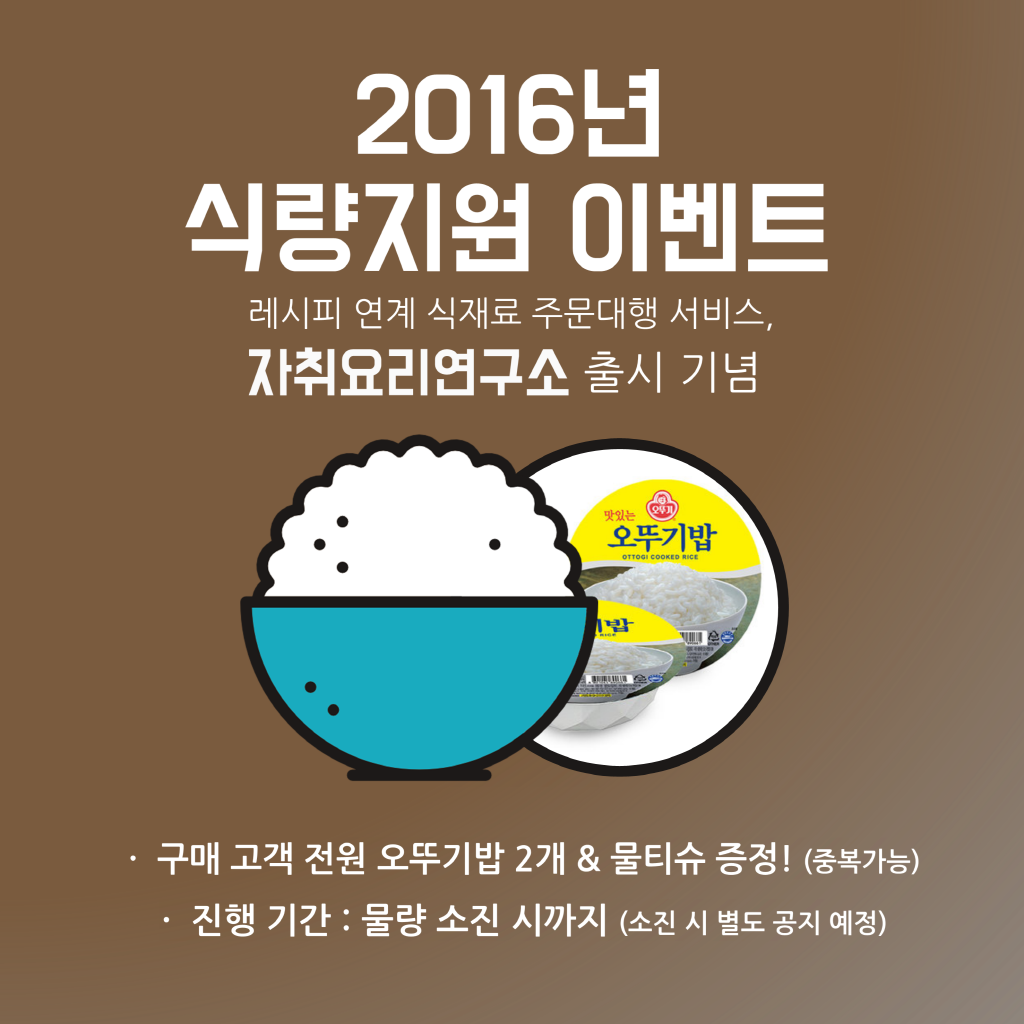 2016년
식량지원 이벤트
레시피 연계 식재료 주문대행 서비스,
자취요리연구소 출시 기념
맛있는 오뚜기
오뚜기밥
OTTOGI COOKED RICE
기밥
RICE
· 구매 고객 전원 오뚜기밥 2개 & 물티슈 증정! (중복가능)
· 진행 기간 : 물량 소진 시까지 (소진 시 별도 공지 예정)